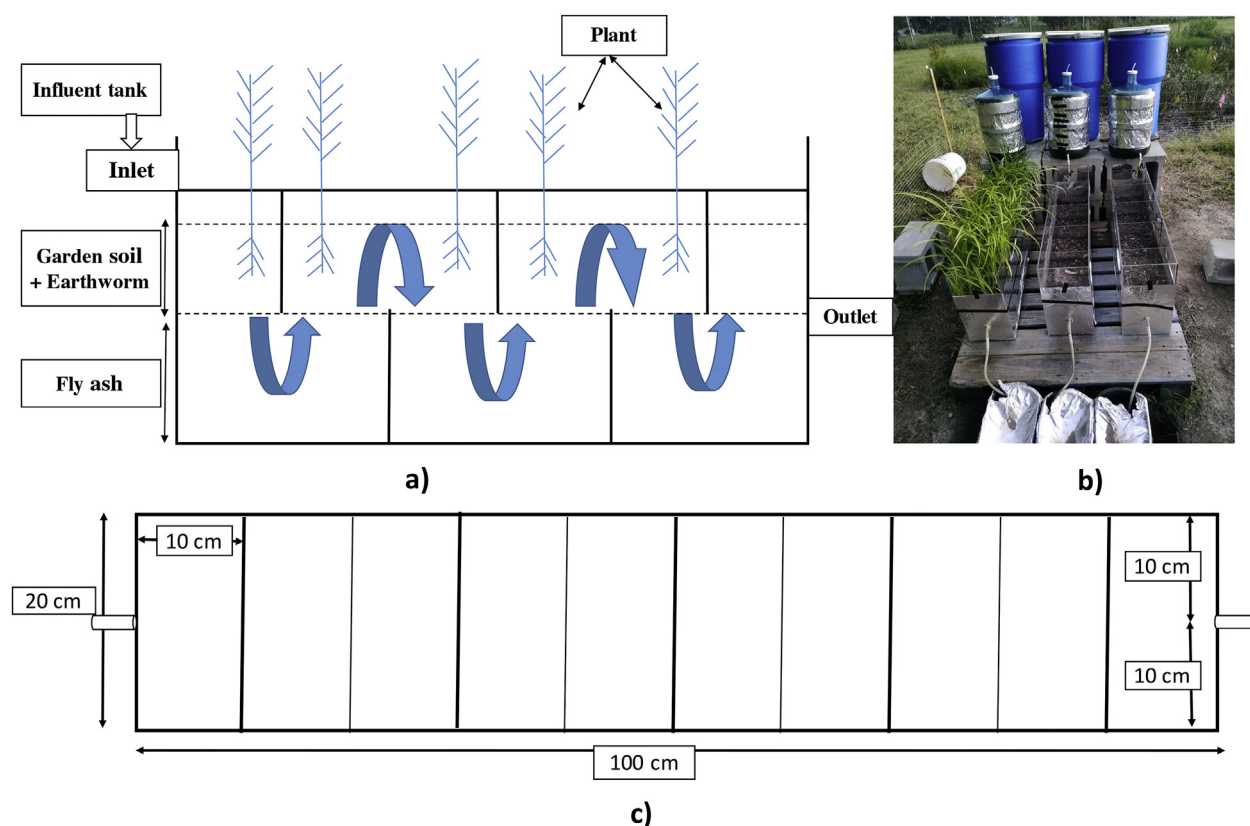 Plant
Influent tank
Inlet
Garden soil
+ Earthworm
Outlet
Fly ash
a)
b)
10 cm
20 cm
10 cm
10 cm
100 cm
c)